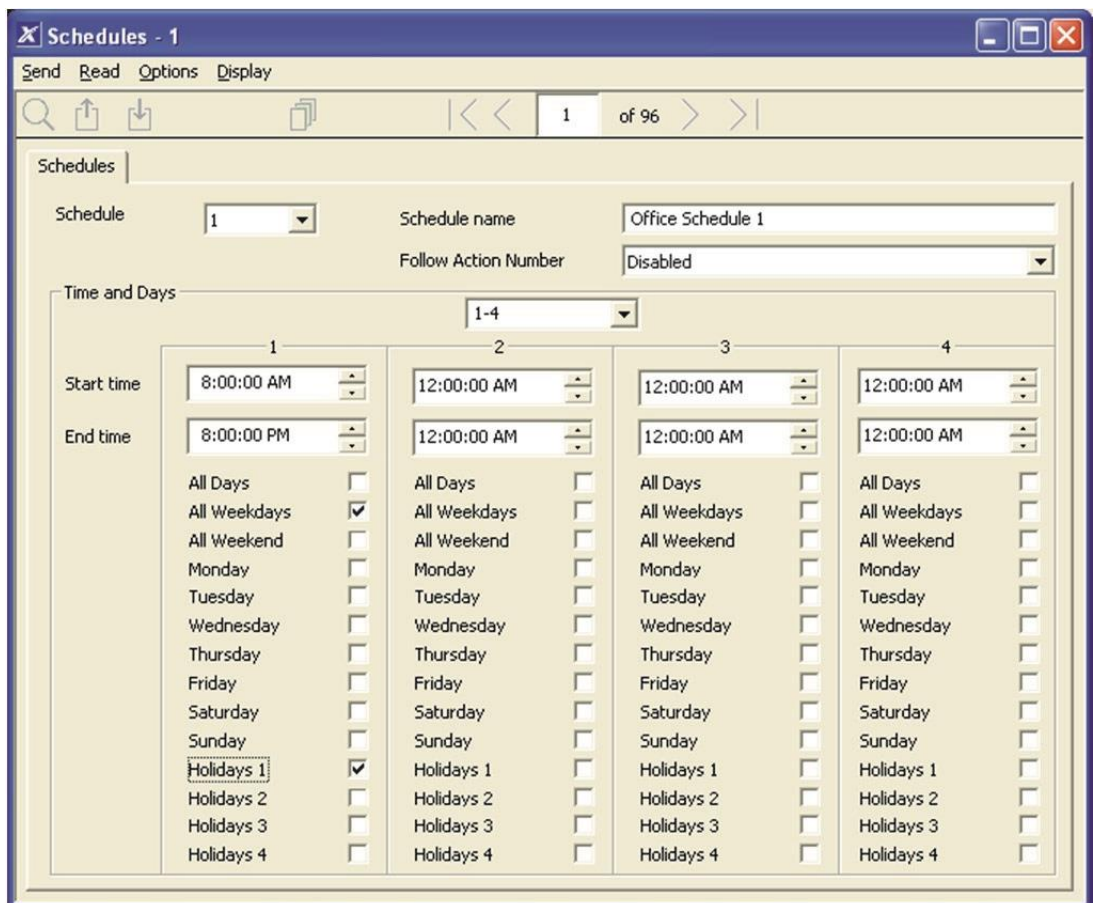 Schedules - 1
Send Read Options Display
1 of 96
Schedules
Schedule 1 Schedule name Office Schedule 1
Follow Action Number Disabled
Time and Days
1-4
1 2 3 4
Start time 8:00:00 AM 12:00:00 AM 12:00:00 AM 12:00:00 AM
End time 8:00:00 PM 12:00:00 AM 12:00:00 AM 12:00:00 AM
All Days All Days All Days All Days
All Weekdays All Weekdays All Weekdays All Weekdays
All Weekend All Weekend All Weekend All Weekend
Monday Monday Monday Monday
Tuesday Tuesday Tuesday Tuesday
Wednesday Wednesday Wednesday Wednesday
Thursday Thursday Thursday Thursday
Friday Friday Friday Friday
Saturday Saturday Saturday Saturday
Sunday Sunday Sunday Sunday
Holidays 1 Holidays 1 Holidays 1 Holidays 1
Holidays 2 Holidays 2 Holidays 2 Holidays 2
Holidays 3 Holidays 3 Holidays 3 Holidays 3
Holidays 4 Holidays 4 Holidays 4 Holidays 4